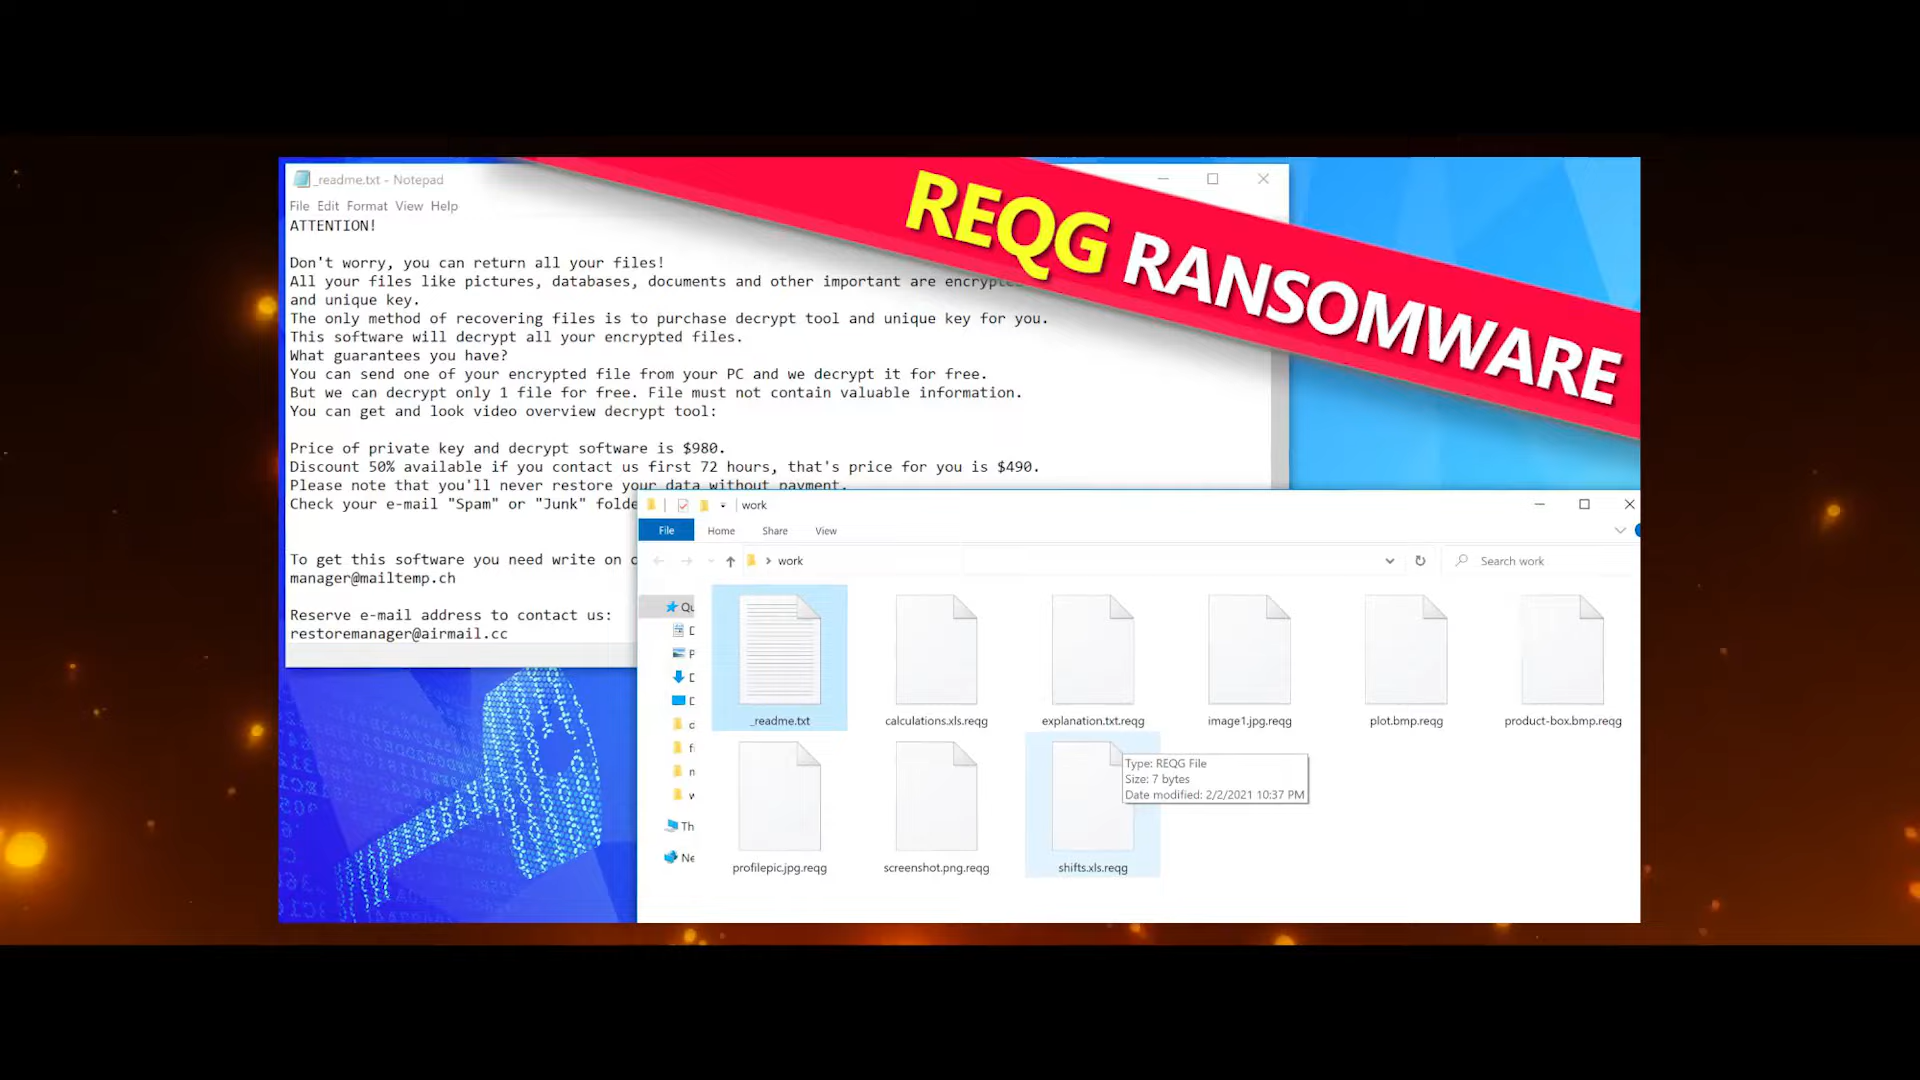 _readme.txt - Notepad
File Edit Format View Help
REQG RANSOMWARE
ATTENTION!
Don't worry, you can return all your files!
All your files like pictures, databases, documents and other important are
and unique key.
The only method of recovering files is to purchase decrypt tool and unique key for you.
This software will decrypt all your encrypted files.
What guarantees you have?
You can send one of your encrypted file from your PC and we decrypt it for free.
But we can decrypt only 1 file for free. File must not contain valuable information.
You can get and look video overview decrypt tool:
Price of private key and decrypt software is $980.
Discount 50% available if you contact us first 72 hours, that's price for you is $490.
Please note that you'll never restore your data without payment.
Check your e-mail "Spam" or "Junk"
To get this software you need write on
manager@mailtemp.ch
Reserve e-mail address to contact us:
restoremanager@airmail.cc
work
File Home Share View
work
Search work
_readme.txt
calculations.xls.reqg
explanation.txt.reqg
image1.jpg.reqg
plot.bmp.reqg
product-box.bmp.reqg
Type: REQG File
Size: 7 bytes
Date modified: 2/2/2021 10:37 PM
profilepic.jpg.reqg
screenshot.png.reqg
shifts.xls.reqg